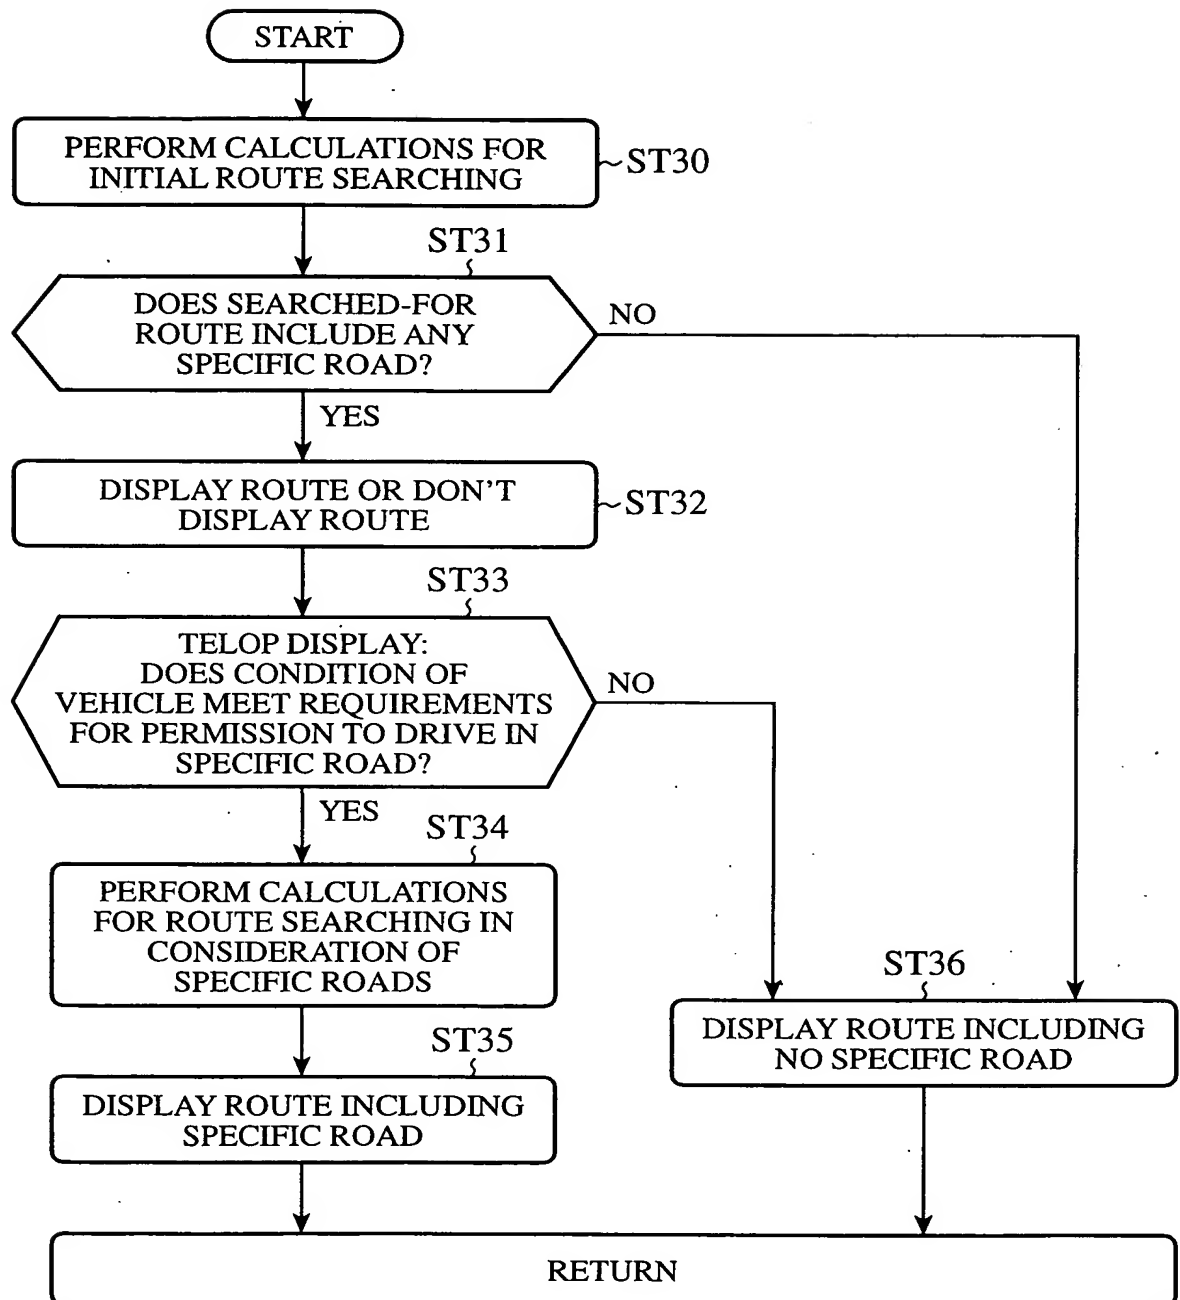 START
PERFORM CALCULATIONS FOR
INITIAL ROUTE SEARCHING
ST30
ST31
DOES SEARCHED-FOR
ROUTE INCLUDE ANY
SPECIFIC ROAD?
NO
YES
DISPLAY ROUTE OR DON'T
DISPLAY ROUTE
ST32
ST33
TELOP DISPLAY:
DOES CONDITION OF
VEHICLE MEET REQUIREMENTS
FOR PERMISSION TO DRIVE IN
SPECIFIC ROAD?
NO
YES
ST34
PERFORM CALCULATIONS
FOR ROUTE SEARCHING IN
CONSIDERATION OF
SPECIFIC ROADS
ST36
DISPLAY ROUTE INCLUDING
NO SPECIFIC ROAD
ST35
DISPLAY ROUTE INCLUDING
SPECIFIC ROAD
RETURN